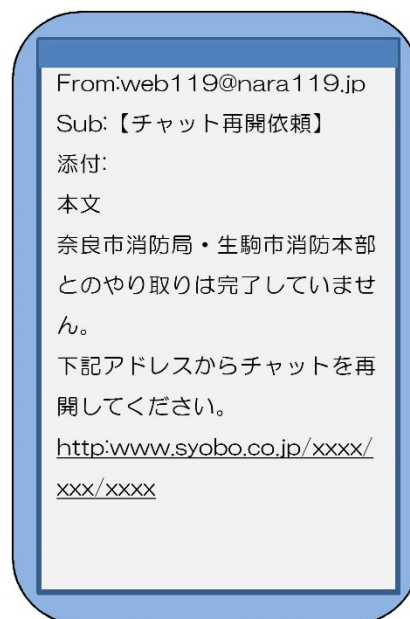 From:web119@nara119.jp
Sub:【チャット再開依頼】
添付:
本文
奈良市消防局・生駒市消防本部
とのやり取りは完了していませ
ん。
下記アドレスからチャットを再
開してください。
http:www.syobo.co.jp/xxxx/
xxx/xxxx